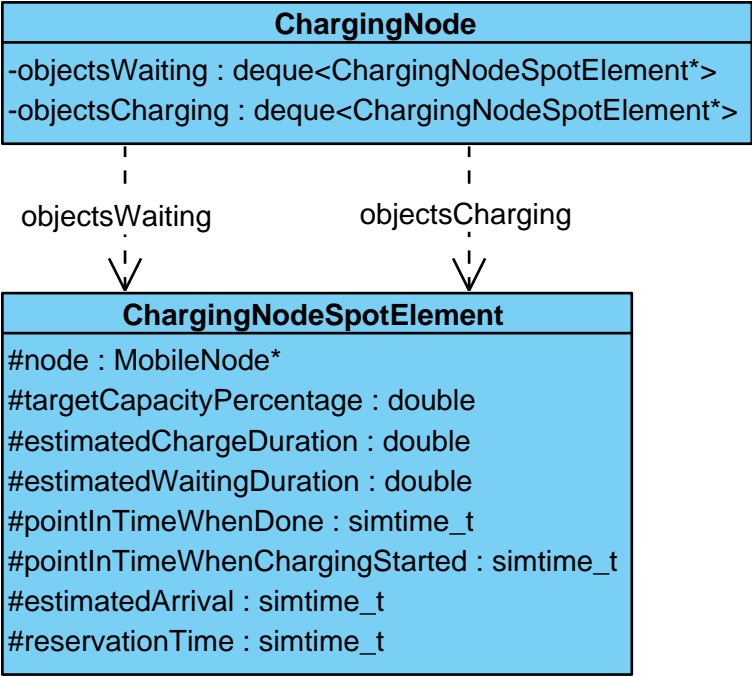 ChargingNode
-objectsWaiting : deque<ChargingNodeSpotElement*>
-objectsCharging : deque<ChargingNodeSpotElement*>
objectsWaiting
objectsCharging
ChargingNodeSpotElement
#node : MobileNode*
#targetCapacityPercentage : double
#estimatedChargeDuration : double
#estimatedWaitingDuration : double
#pointInTimeWhenDone : simtime_t
#pointInTimeWhenChargingStarted : simtime_t
#estimatedArrival : simtime_t
#reservationTime : simtime_t